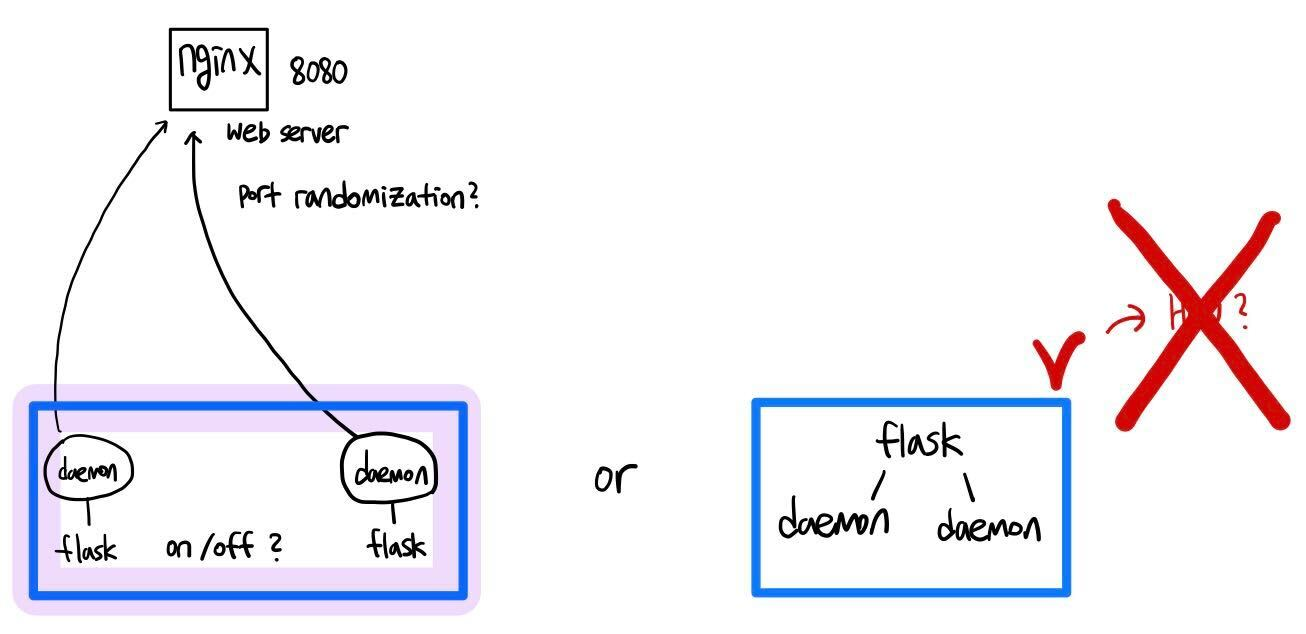 nginx 8080
web server
port randomization?
?
daemon daemon or flask
flask on/off ? flask daemon daemon